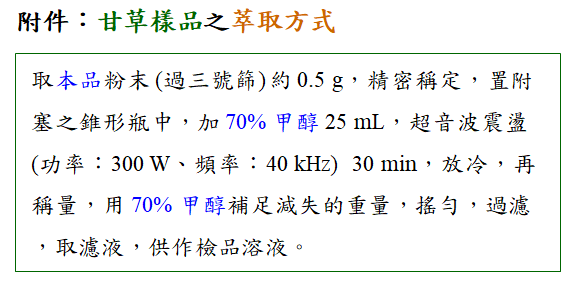 附件：甘草樣品之萃取方式
取本品粉末(過三號篩)約 0.5 g，精密稱定，置附
塞之錐形瓶中，加 70% 甲醇 25 mL，超音波震盪
(功率：300 W、頻率：40 kHz) 30 min，放冷，再
稱量，用 70% 甲醇補足減失的重量，搖勻，過濾
，取濾液，供作檢品溶液。